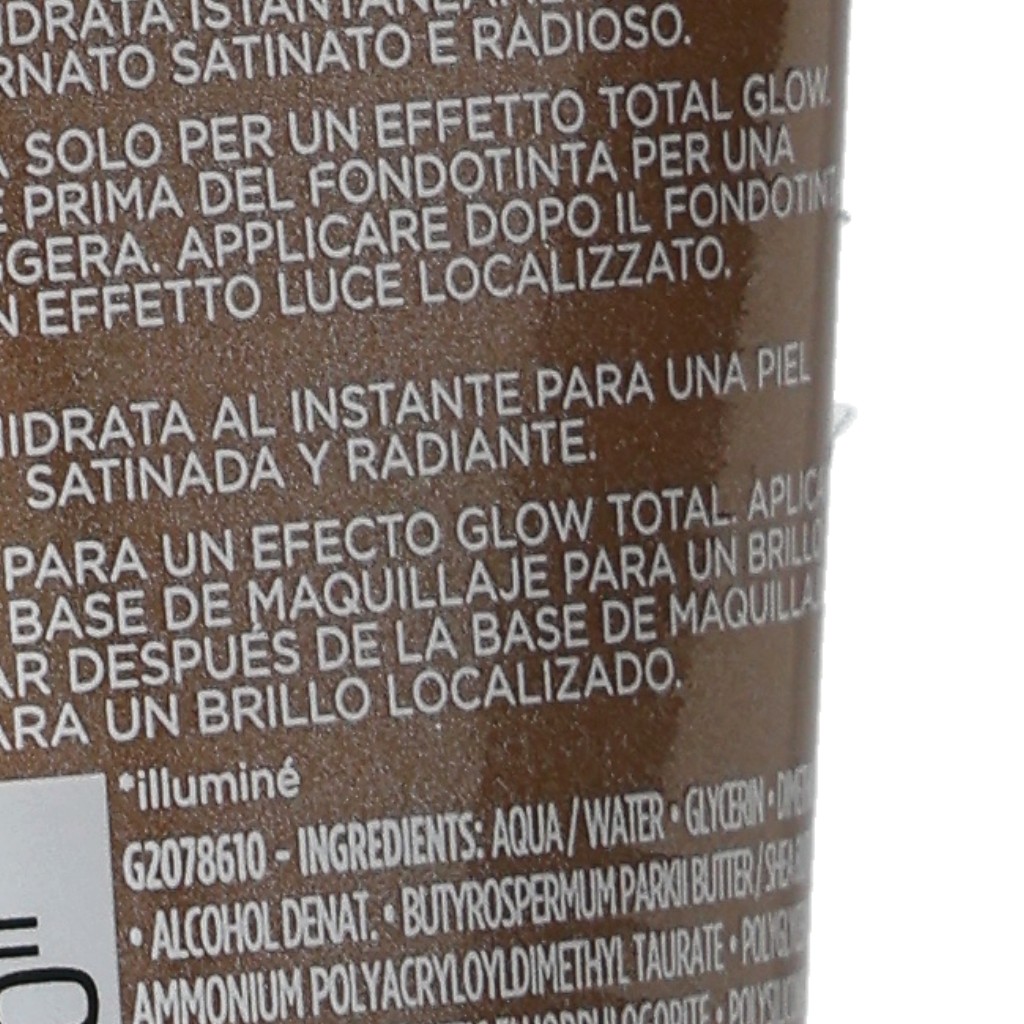 IDRATA ISTANTANEAME
RNATO SATINATO E RADIOSO.
A SOLO PER UN EFFETTO TOTAL GLOW.
E PRIMA DEL FONDOTINTA PER UNA
GGERA. APPLICARE DOPO IL FONDOTINT
N EFFETTO LUCE LOCALIZZATO.
HIDRATA AL INSTANTE PARA UNA PIEL
SATINADA Y RADIANTE.
PARA UN EFECTO GLOW TOTAL. APLICA
BASE DE MAQUILLAJE PARA UN BRILLO
AR DESPUÉS DE LA BASE DE MAQUILLA
ARA UN BRILLO LOCALIZADO.
*illuminé
G2078610 - INGREDIENTS: AQUA / WATER • GLYCERIN •
• ALCOHOL DENAT. • BUTYROSPERMUM PARKII BUTTER / SHEA
AMMONIUM POLYACRYLOYLDIMETHYL TAURATE •